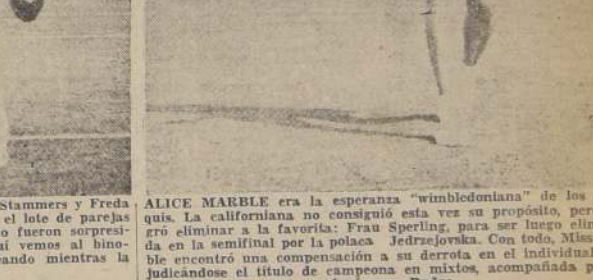 Stammers y Freda
el lote de parejas
o fueron sorpresi-
uí vemos al bino-
ando mientras la
ALICE MARBLE era la esperanza "wimbledoniana" de los
quis. La californiana no consiguió esta vez su propósito, per
gró eliminar a la favorita: Frau Sperling, para ser luego elim
da en la semifinal por la polaca Jedrzejovska. Con todo, Miss
ble encontró una compensación a su derrota en el individual
judicándose el título de campeona en mixtos, acompañada p